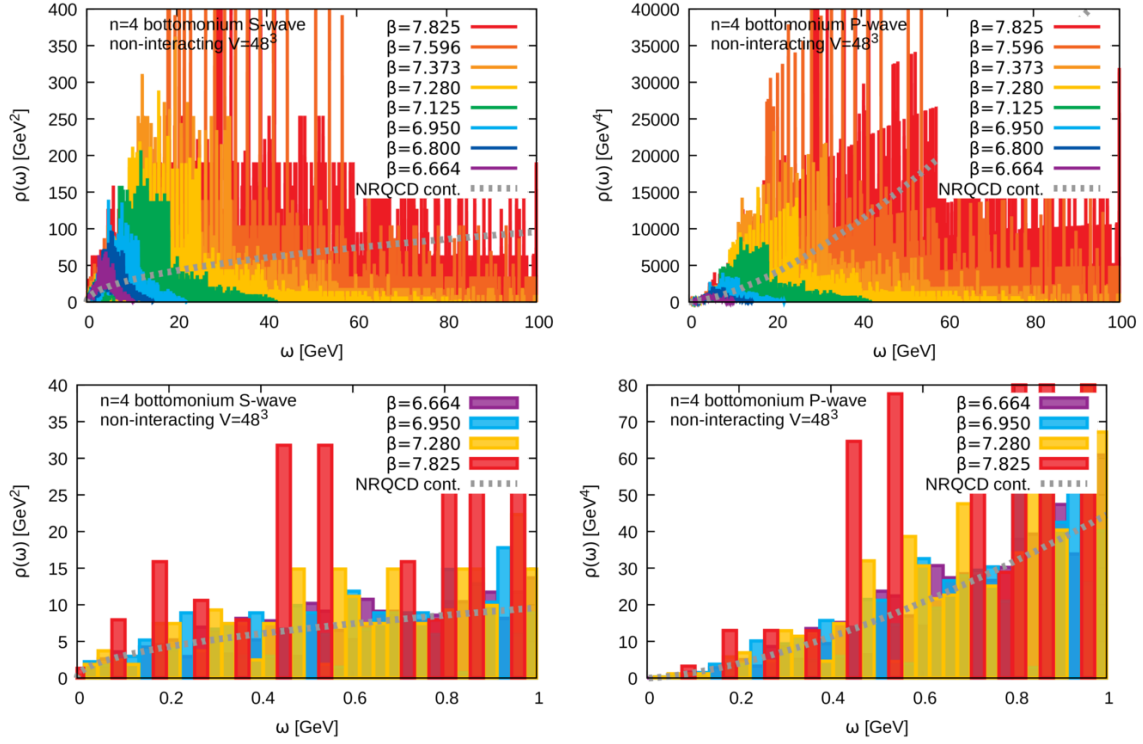 n=4 bottomonium S-wave
non-interacting V=48³
β=7.825
β=7.596
β=7.373
β=7.280
β=7.125
β=6.950
β=6.800
β=6.664
NRQCD cont.
400
350
300
250
200
150
100
50
0
ρ(ω) [GeV²]
0 20 40 60 80 100
ω [GeV]
n=4 bottomonium P-wave
non-interacting V=48³
β=7.825
β=7.596
β=7.373
β=7.280
β=7.125
β=6.950
β=6.800
β=6.664
NRQCD cont.
40000
35000
30000
25000
20000
15000
10000
5000
0
ρ(ω) [GeV⁴]
0 20 40 60 80 100
ω [GeV]
n=4 bottomonium S-wave
non-interacting V=48³
β=6.664
β=6.950
β=7.280
β=7.825
NRQCD cont.
40
35
30
25
20
15
10
5
0
ρ(ω) [GeV²]
0 0.2 0.4 0.6 0.8 1
ω [GeV]
n=4 bottomonium P-wave
non-interacting V=48³
β=6.664
β=6.950
β=7.280
β=7.825
NRQCD cont.
80
70
60
50
40
30
20
10
0
ρ(ω) [GeV⁴]
0 0.2 0.4 0.6 0.8 1
ω [GeV]